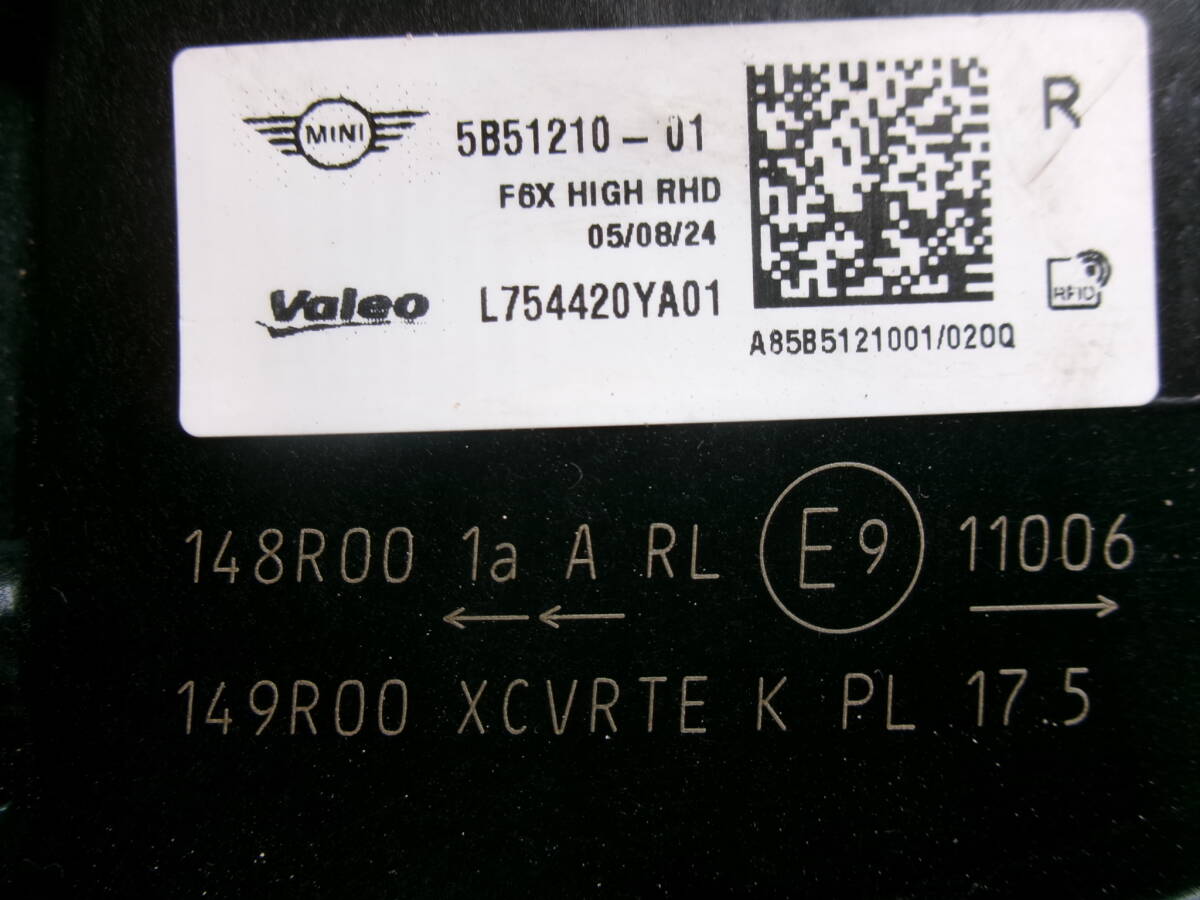 MINI
5B51210 - 01
R
F6X HIGH RHD
05/08/24
Valeo
L754420YA01
RFID
A85B5121001/020Q
148R00 1a A RL E9 11006
← ← →
149R00 XCVRTE K PL 17.5